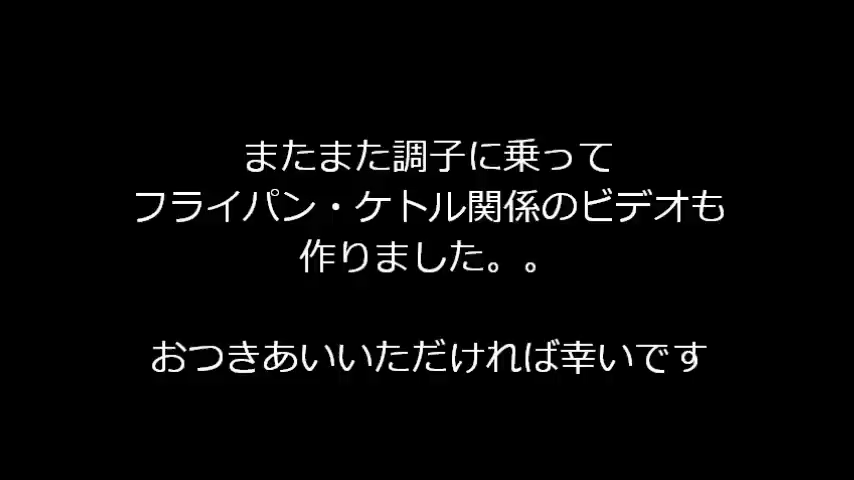 またまた調子に乗って
フライパン・ケトル関係のビデオも
作りました。。
おつきあいいただければ幸いです